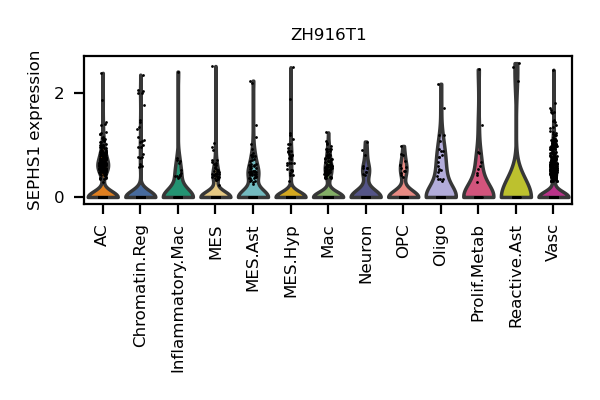 ZH916T1
SEPHS1 expression
2
0
AC
Chromatin.Reg
Inflammatory.Mac
MES
MES.Ast
MES.Hyp
Mac
Neuron
OPC
Oligo
Prolif.Metab
Reactive.Ast
Vasc